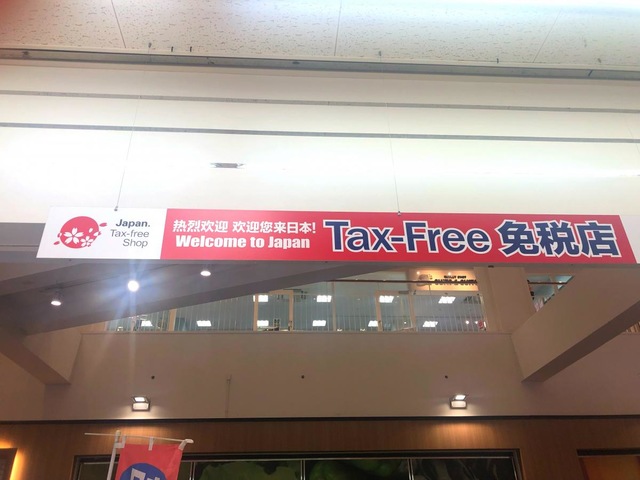 Japan.
Tax-free
Shop
热烈欢迎 欢迎您来日本!
Welcome to Japan
Tax-Free 免税店